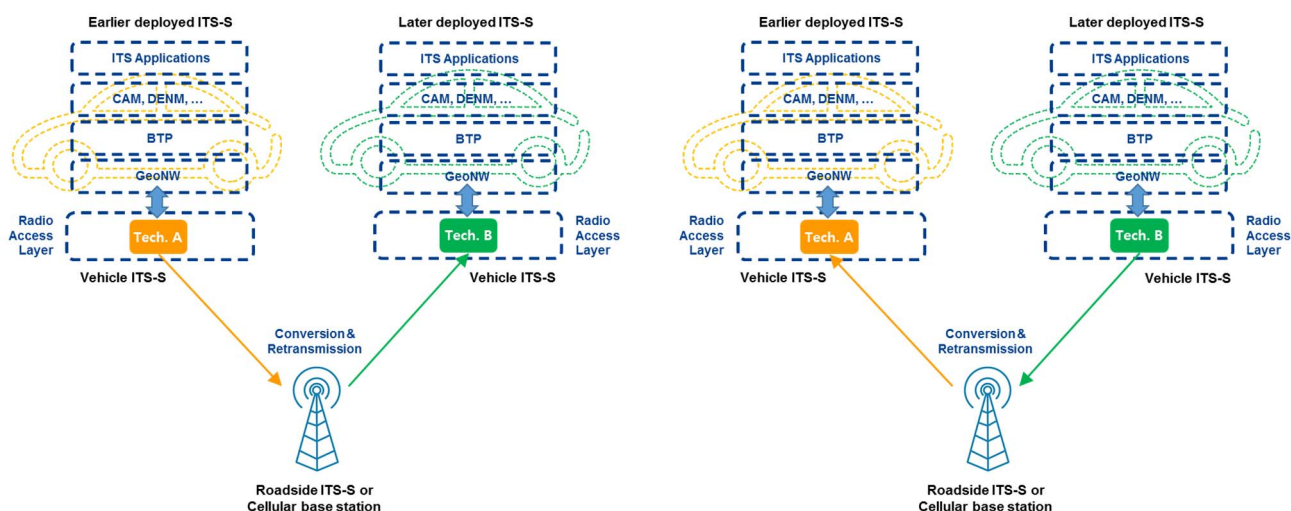 Earlier deployed ITS-S
Later deployed ITS-S
ITS Applications
ITS Applications
CAM, DENM, ...
CAM, DENM, ...
BTP
BTP
GeoNW
GeoNW
Radio
Access
Layer
Tech. A
Tech. B
Radio
Access
Layer
Vehicle ITS-S
Vehicle ITS-S
Conversion &
Retransmission
Roadside ITS-S or
Cellular base station
Earlier deployed ITS-S
Later deployed ITS-S
ITS Applications
ITS Applications
CAM, DENM, ...
CAM, DENM, ...
BTP
BTP
GeoNW
GeoNW
Radio
Access
Layer
Tech. A
Tech. B
Radio
Access
Layer
Vehicle ITS-S
Vehicle ITS-S
Conversion &
Retransmission
Roadside ITS-S or
Cellular base station